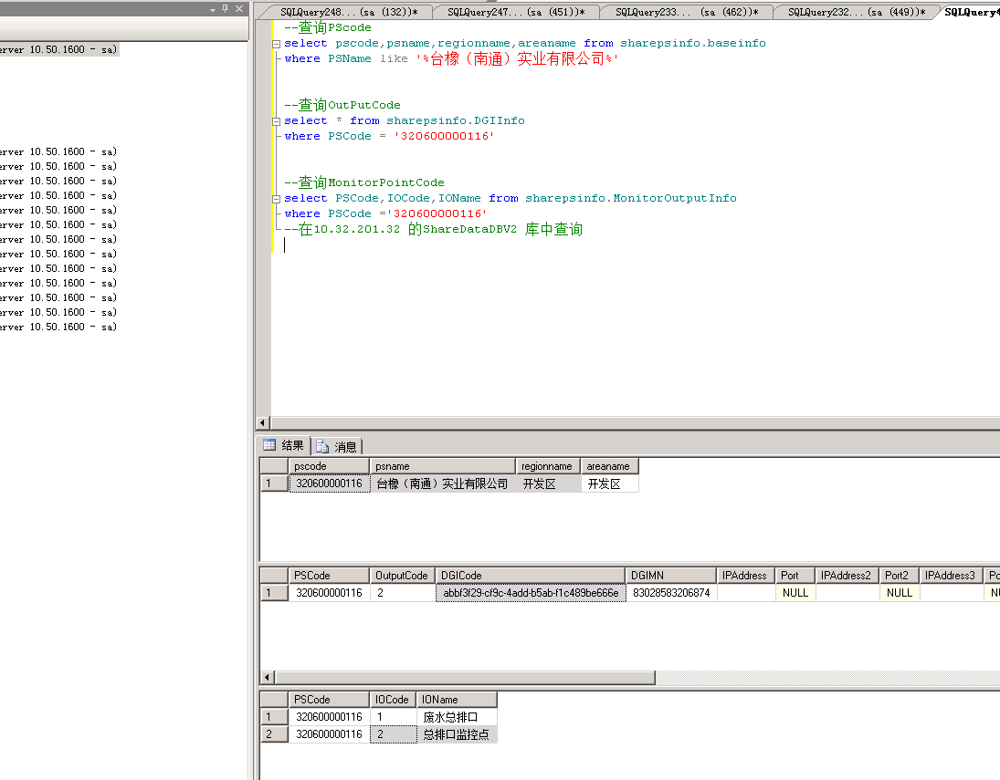 SQLQuery248... (sa (132))* SQLQuery247... (sa (451))* SQLQuery233... (sa (462))* SQLQuery232... (sa (449))* SQLQuery4
erver 10.50.1600 - sa)
erver 10.50.1600 - sa)
erver 10.50.1600 - sa)
erver 10.50.1600 - sa)
erver 10.50.1600 - sa)
erver 10.50.1600 - sa)
erver 10.50.1600 - sa)
erver 10.50.1600 - sa)
erver 10.50.1600 - sa)
erver 10.50.1600 - sa)
erver 10.50.1600 - sa)
erver 10.50.1600 - sa)
erver 10.50.1600 - sa)
erver 10.50.1600 - sa)
--查询PScode
select pscode,psname,regionname,areaname from sharepsinfo.baseinfo
where PSName like '%台橡（南通）实业有限公司%'
--查询OutPutCode
select * from sharepsinfo.DGIInfo
where PSCode = '320600000116'
--查询MonitorPointCode
select PSCode,IOCode,IOName from sharepsinfo.MonitorOutputInfo
where PSCode ='320600000116'
--在10.32.201.32 的ShareDataDBV2 库中查询
结果 消息
pscode psname regionname areaname
1 320600000116 台橡（南通）实业有限公司 开发区 开发区
PSCode OutputCode DGICode DGIMN IPAddress Port IPAddress2 Port2 IPAddress3 Po
1 320600000116 2 abbf3f29-cf9c-4add-b5ab-f1c489be666e 83028583206874 NULL NULL NU
PSCode IOCode IOName
1 320600000116 1 废水总排口
2 320600000116 2 总排口监控点